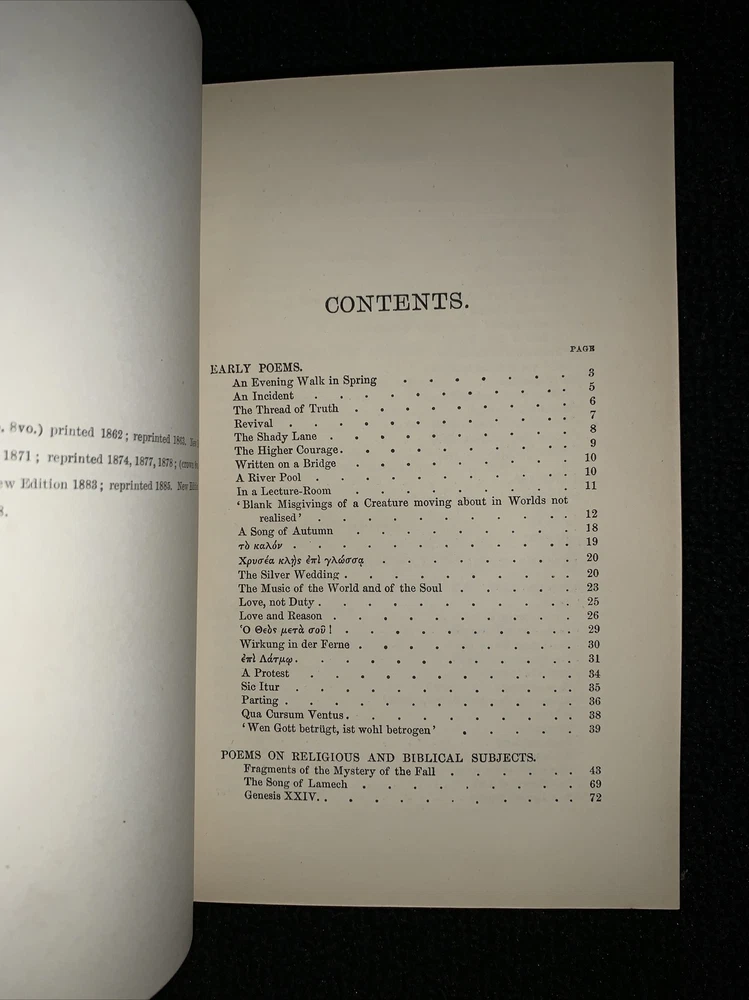 . 8vo.) printed 1862; reprinted 1863.
1871; reprinted 1874, 1877, 1878;
ew Edition 1883; reprinted 1885. New
8.
CONTENTS.
PAGE
EARLY POEMS.
An Evening Walk in Spring . . . . . . 3
An Incident . . . . . . . . 5
The Thread of Truth . . . . . . . 6
Revival . . . . . . . . . 7
The Shady Lane . . . . . . . 8
The Higher Courage . . . . . . . 9
Written on a Bridge . . . . . . . 10
A River Pool . . . . . . . . 10
In a Lecture-Room . . . . . . . 11
‘Blank Misgivings of a Creature moving about in Worlds not
realised’ . . . . . . . . 12
A Song of Autumn . . . . . . . 18
τὸ καλόν . . . . . . . . . 19
Χρυσέα κλῄς ἐπὶ γλώσσᾳ . . . . . . 20
The Silver Wedding . . . . . . . 20
The Music of the World and of the Soul . . . . 23
Love, not Duty . . . . . . . . 25
Love and Reason . . . . . . . 26
Ὁ Θεὸς μετὰ σοῦ! . . . . . . . 29
Wirkung in der Ferne . . . . . . . 30
ἐπὶ Λάτμῳ . . . . . . . . . 31
A Protest . . . . . . . . 34
Sic Itur . . . . . . . . 35
Parting . . . . . . . . . 36
Qua Cursum Ventus . . . . . . . 38
‘Wen Gott betrügt, ist wohl betrogen’ . . . . 39
POEMS ON RELIGIOUS AND BIBLICAL SUBJECTS.
Fragments of the Mystery of the Fall . . . . . 43
The Song of Lamech . . . . . . . 69
Genesis XXIV. . . . . . . . . 72